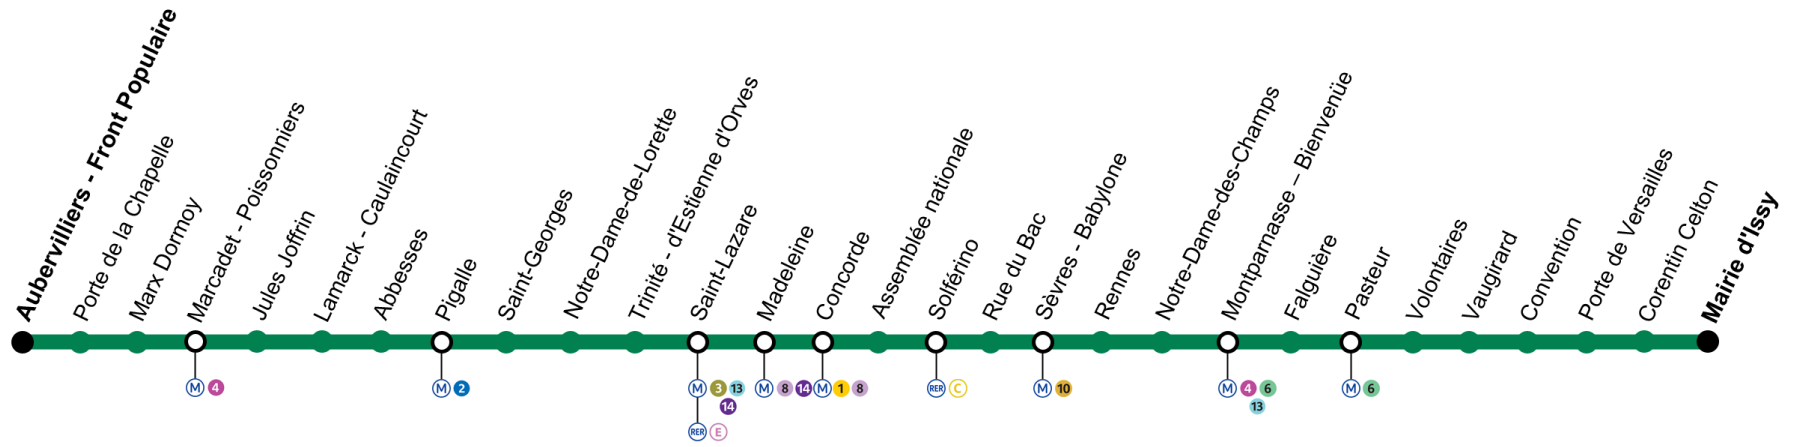 Aubervilliers - Front Populaire
Porte de la Chapelle
Marx Dormoy
Marcadet - Poissonniers
Jules Joffrin
Lamarck - Caulaincourt
Abbesses
Pigalle
Saint-Georges
Notre-Dame-de-Lorette
Trinité - d'Estienne d'Orves
Saint-Lazare
Madeleine
Concorde
Assemblée nationale
Solférino
Rue du Bac
Sèvres - Babylone
Rennes
Notre-Dame-des-Champs
Montparnasse – Bienvenüe
Falguière
Pasteur
Volontaires
Vaugirard
Convention
Porte de Versailles
Corentin Celton
Mairie d'Issy
M 4
M 2
M 3 13
14
RER E
M 8 14
M 1 8
RER C
M 10
M 4 6
13
M 6